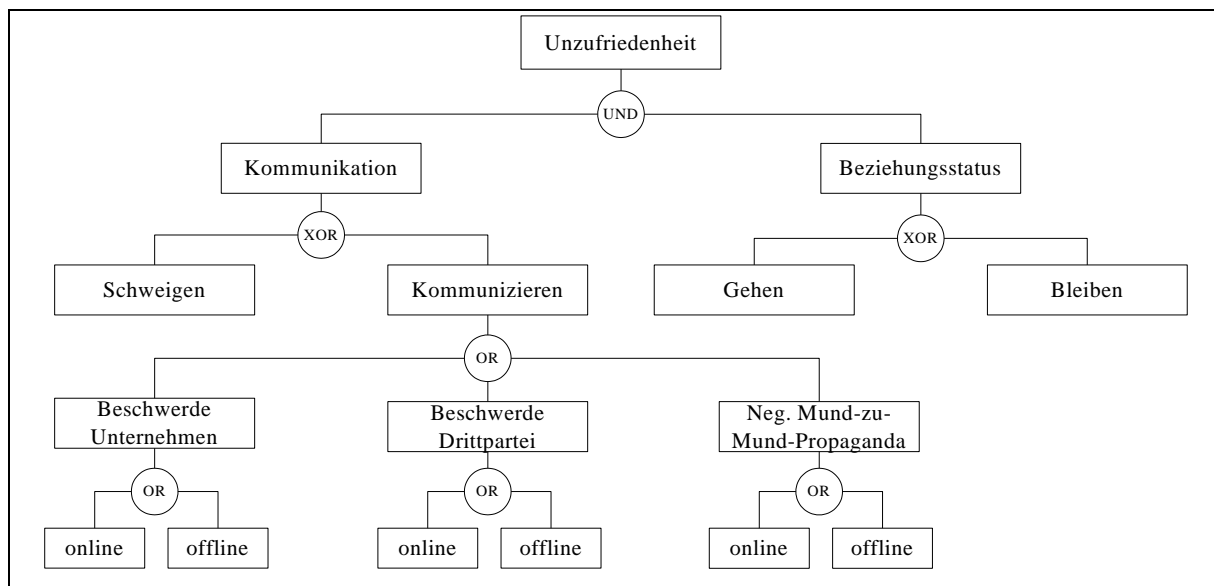 Unzufriedenheit
UND
Kommunikation
Beziehungsstatus
XOR
XOR
Schweigen
Kommunizieren
Gehen
Bleiben
OR
Beschwerde
Unternehmen
Beschwerde
Drittpartei
Neg. Mund-zu-
Mund-Propaganda
OR
OR
OR
online
offline
online
offline
online
offline